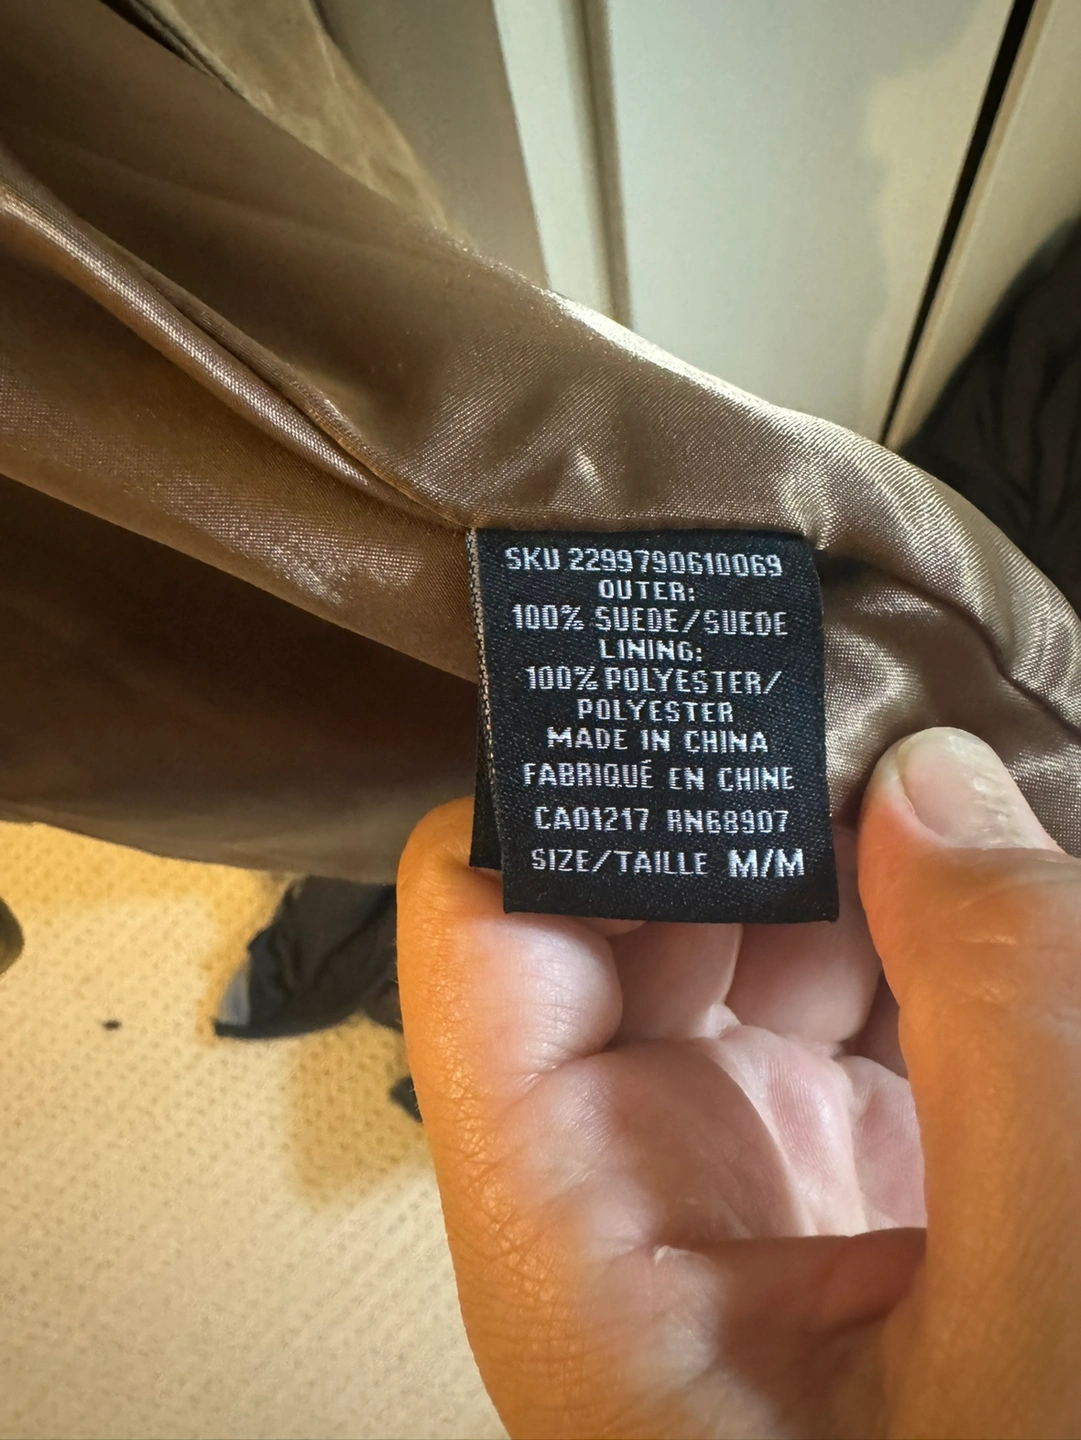 SKU 2299790610069
OUTER:
100% SUEDE/SUEDE
LINING:
100% POLYESTER/
POLYESTER
MADE IN CHINA
FABRIQUÉ EN CHINE
CA01217 RN68907
SIZE/TAILLE M/M